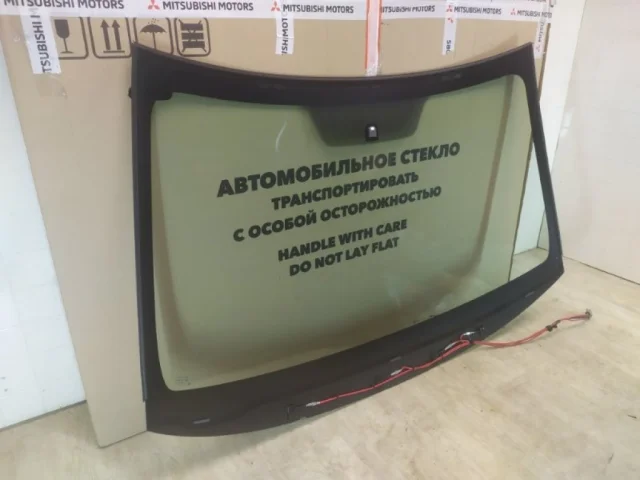 MITSUBISHI MOTORS
MITSUBISHI MOTORS
MITSUBISHI MOTORS
MITSUBISHI MOTORS
АВТОМОБИЛЬНОЕ СТЕКЛО
ТРАНСПОРТИРОВАТЬ
С ОСОБОЙ ОСТОРОЖНОСТЬЮ
HANDLE WITH CARE
DO NOT LAY FLAT